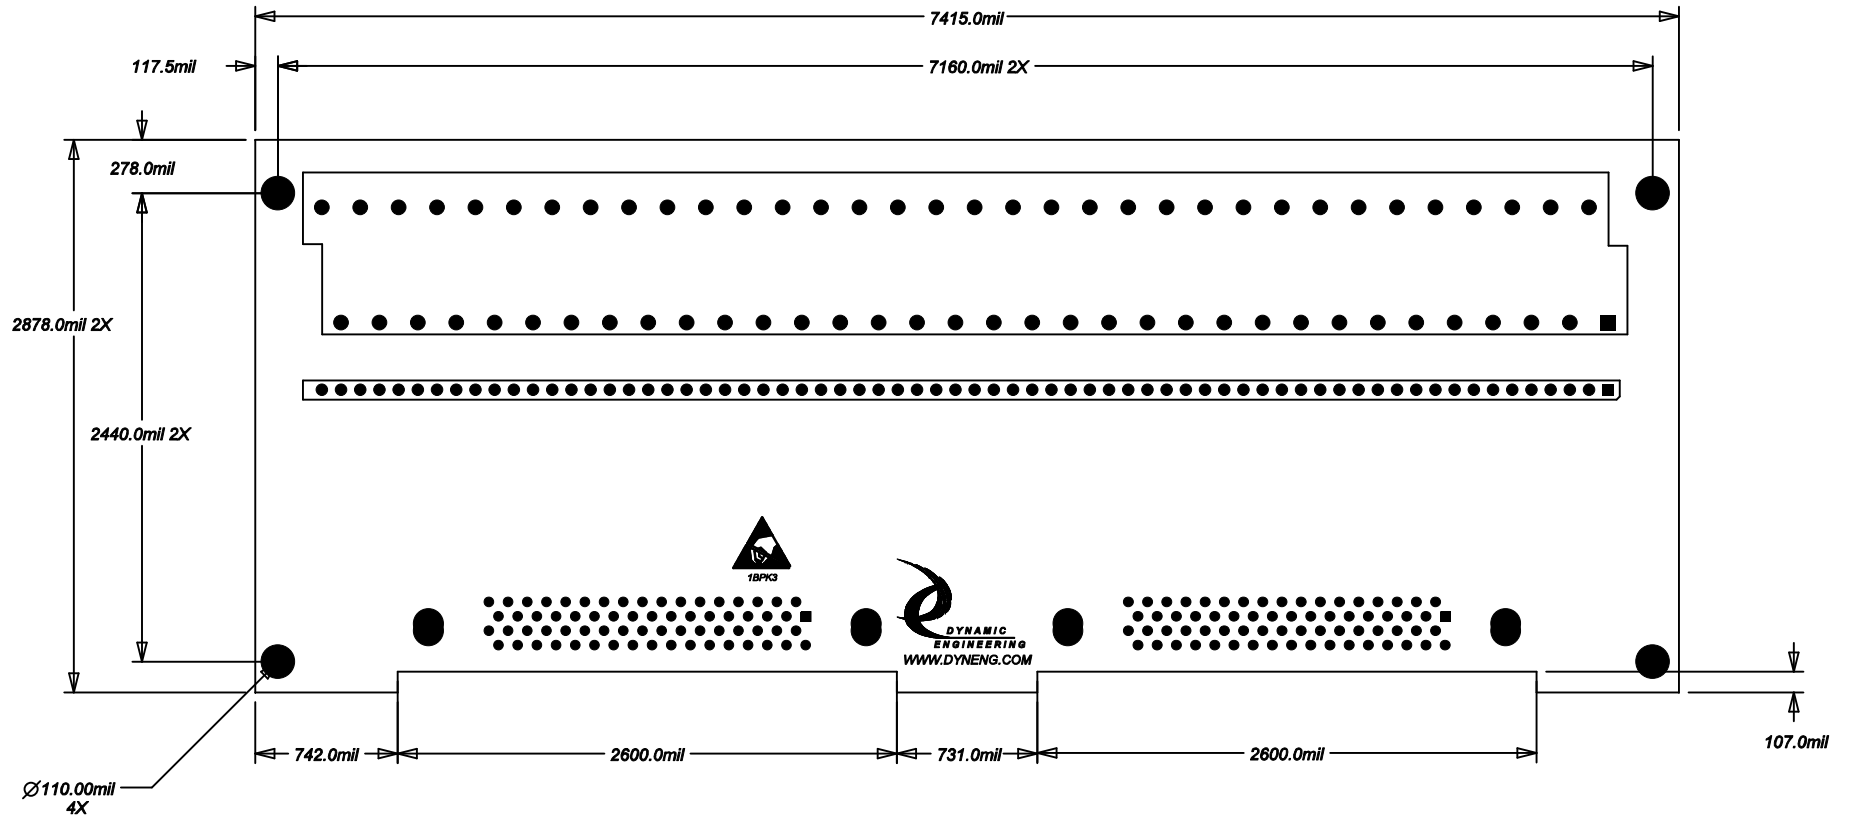 7415.0mil
117.5mil
7160.0mil 2X
278.0mil
2878.0mil 2X
2440.0mil 2X
1BPK3
DYNAMIC
ENGINEERING
WWW.DYNENG.COM
742.0mil
2600.0mil
731.0mil
2600.0mil
107.0mil
Ø110.00mil
4X